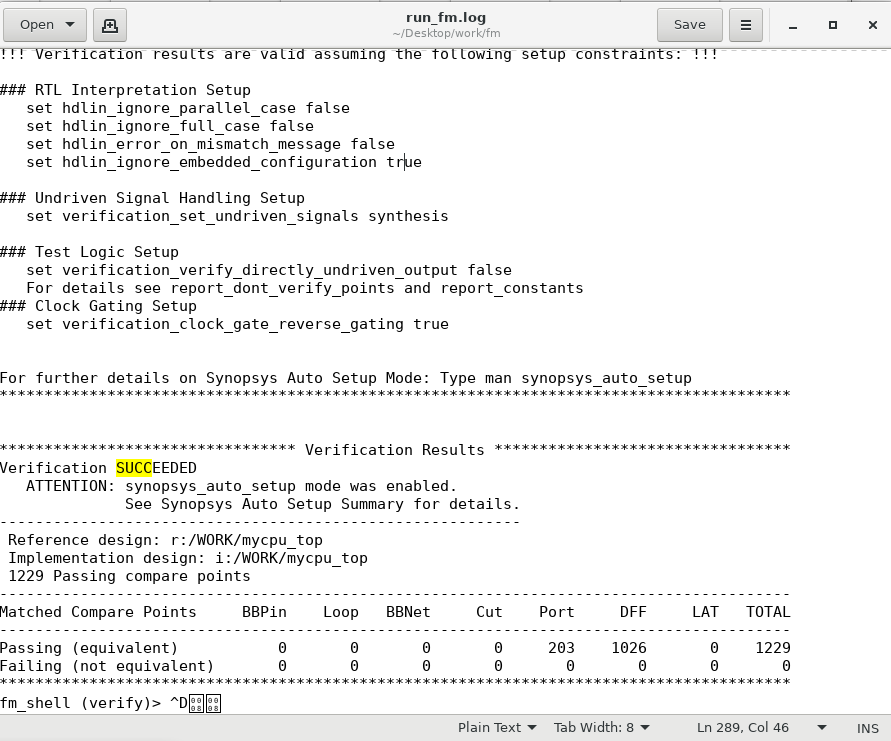 Open
run_fm.log
~/Desktop/work/fm
Save
!!! Verification results are valid assuming the following setup constraints: !!!
### RTL Interpretation Setup
   set hdlin_ignore_parallel_case false
   set hdlin_ignore_full_case false
   set hdlin_error_on_mismatch_message false
   set hdlin_ignore_embedded_configuration true
### Undriven Signal Handling Setup
   set verification_set_undriven_signals synthesis
### Test Logic Setup
   set verification_verify_directly_undriven_output false
   For details see report_dont_verify_points and report_constants
### Clock Gating Setup
   set verification_clock_gate_reverse_gating true
For further details on Synopsys Auto Setup Mode: Type man synopsys_auto_setup
****************************************************************************************
********************************* Verification Results *********************************
Verification SUCCEEDED
   ATTENTION: synopsys_auto_setup mode was enabled.
              See Synopsys Auto Setup Summary for details.
----------------------------------------------------------
 Reference design: r:/WORK/mycpu_top
 Implementation design: i:/WORK/mycpu_top
 1229 Passing compare points
----------------------------------------------------------------------------------------
Matched Compare Points     BBPin    Loop   BBNet     Cut    Port     DFF     LAT   TOTAL
----------------------------------------------------------------------------------------
Passing (equivalent)           0       0       0       0     203    1026       0    1229
Failing (not equivalent)       0       0       0       0       0       0       0       0
****************************************************************************************
fm_shell (verify)> ^D
Plain Text Tab Width: 8 Ln 289, Col 46 INS